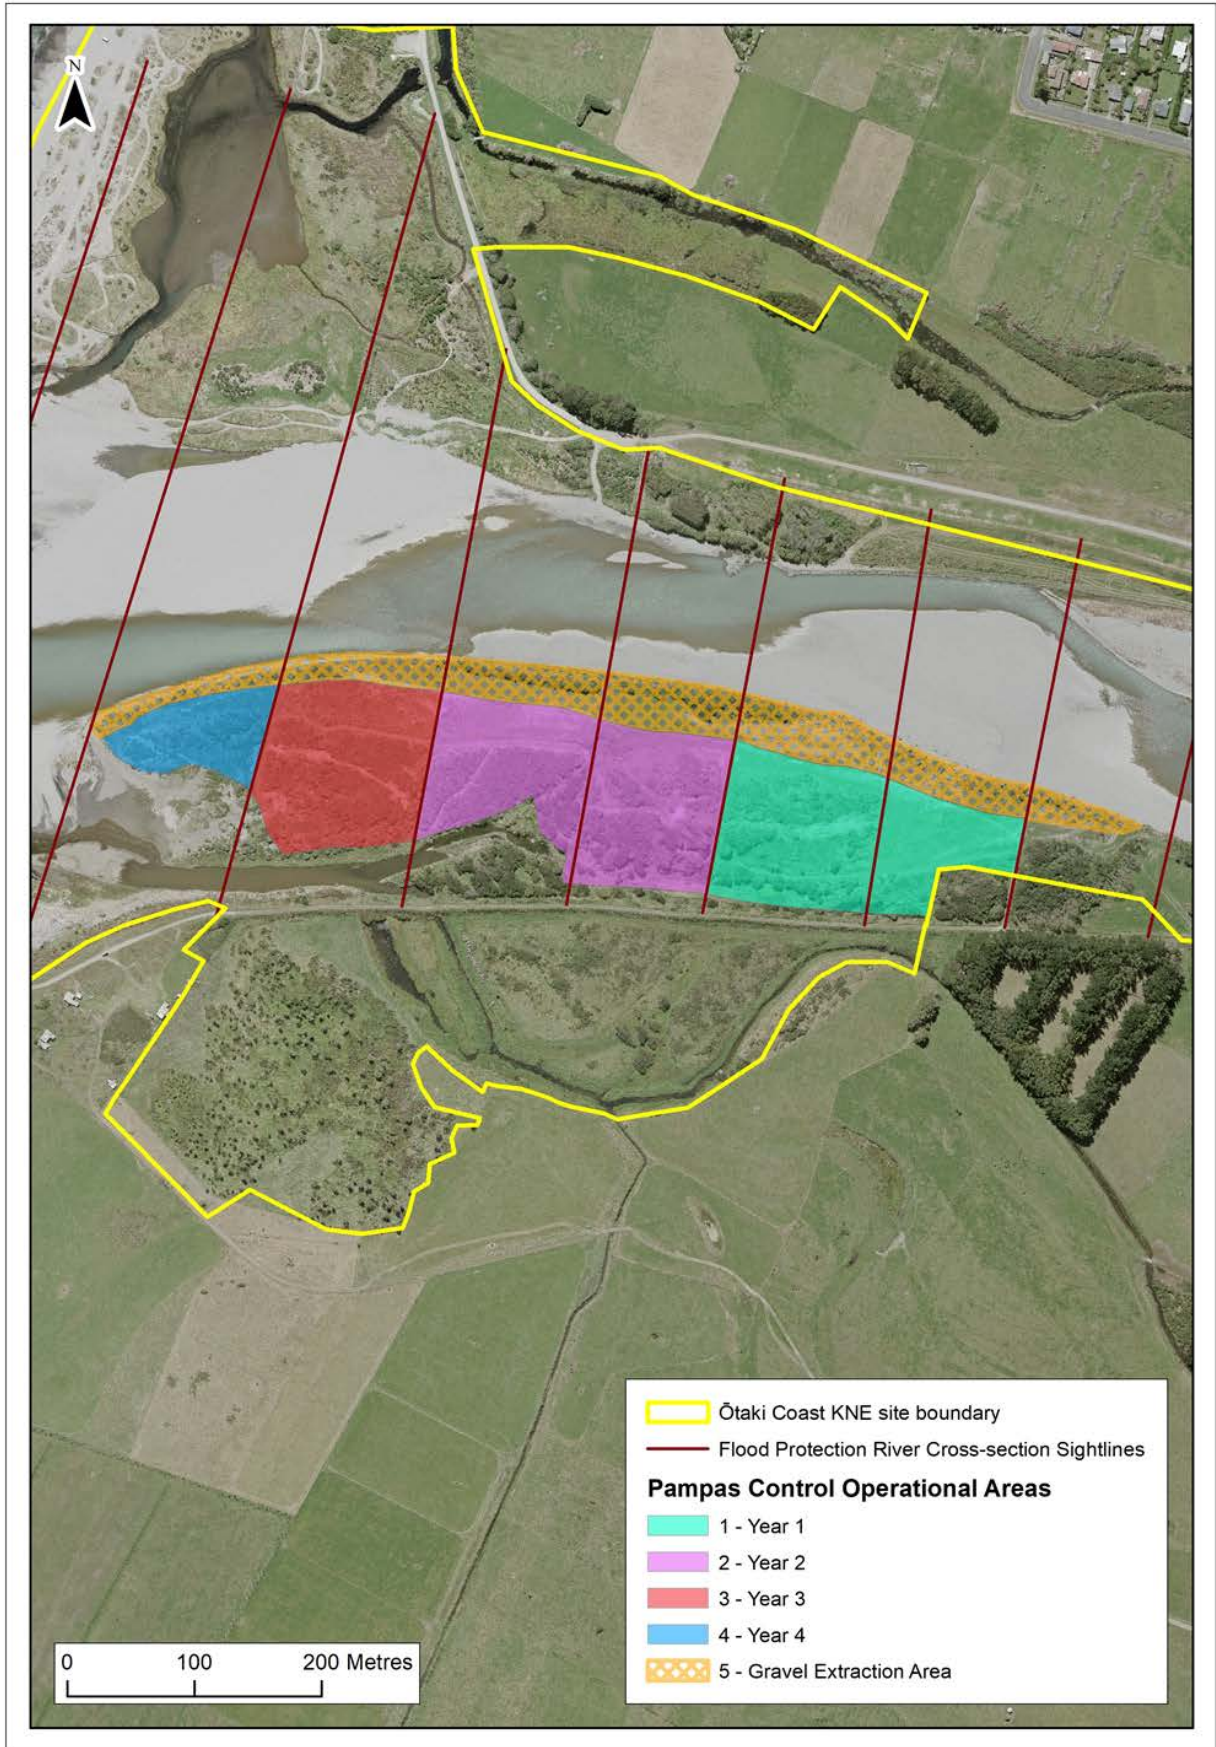 N
Ōtaki Coast KNE site boundary
Flood Protection River Cross-section Sightlines
Pampas Control Operational Areas
1 - Year 1
2 - Year 2
3 - Year 3
4 - Year 4
5 - Gravel Extraction Area
0 100 200 Metres